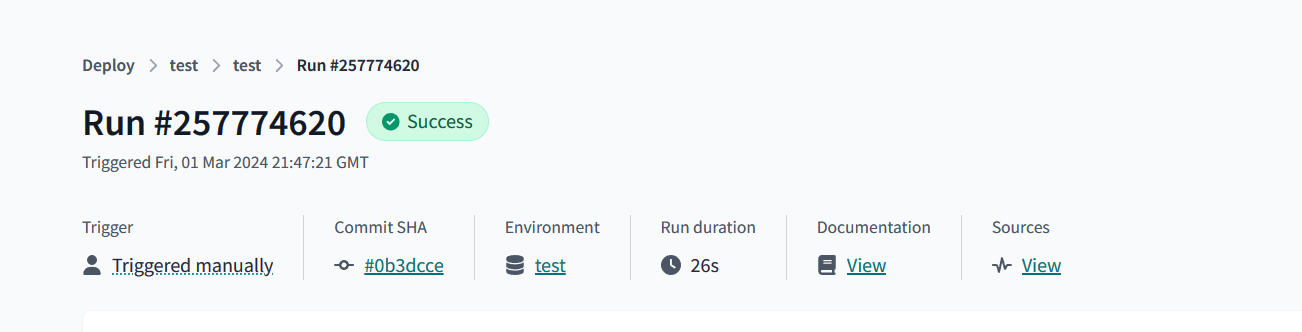 Deploy > test > test > Run #257774620
Run #257774620 Success
Triggered Fri, 01 Mar 2024 21:47:21 GMT
Trigger Commit SHA Environment Run duration Documentation Sources
Triggered manually #0b3dcce test 26s View View